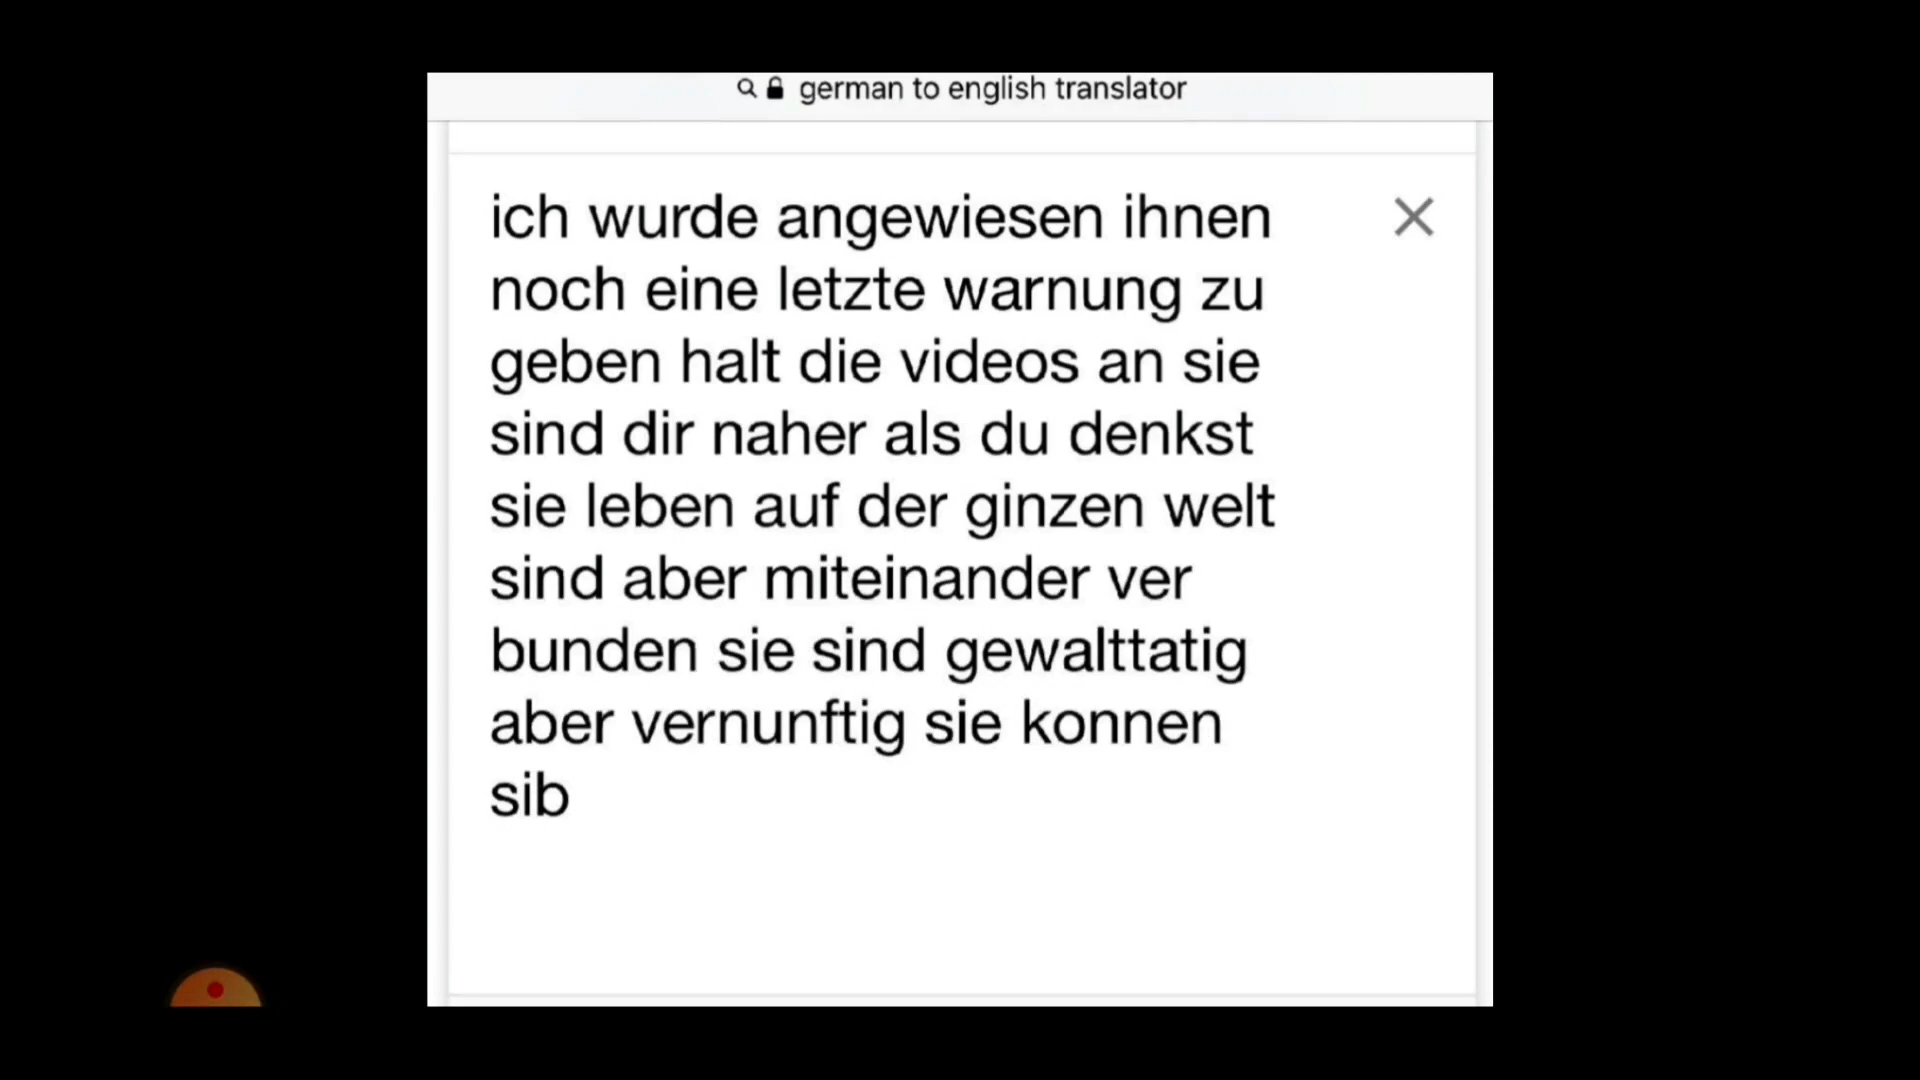 german to english translator
ich wurde angewiesen ihnen
noch eine letzte warnung zu
geben halt die videos an sie
sind dir naher als du denkst
sie leben auf der ginzen welt
sind aber miteinander ver
bunden sie sind gewalttatig
aber vernunftig sie konnen
sib